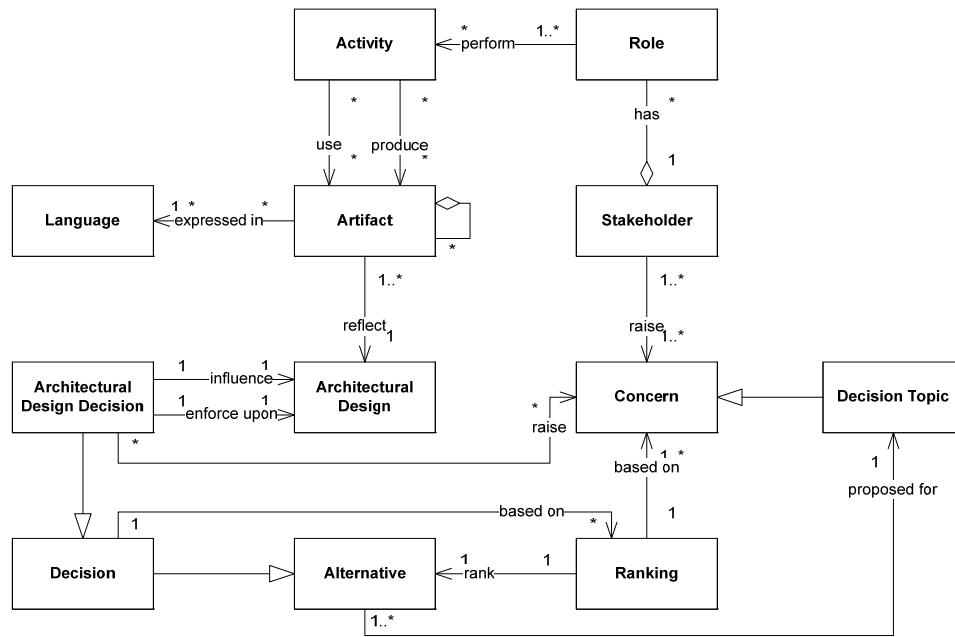 Activity
*
perform
1..*
Role
*
*
*
use
produce
has
*
*
1
Language
1
*
expressed in
*
Artifact
*
Stakeholder
1..*
1..*
reflect
1
raise
1..*
Architectural
Design Decision
1
influence
1
1
enforce upon
1
Architectural
Design
Concern
Decision Topic
*
*
raise
1..*
based on
1
proposed for
1
based on
*
1
Decision
Alternative
1
rank
1
Ranking
1..*